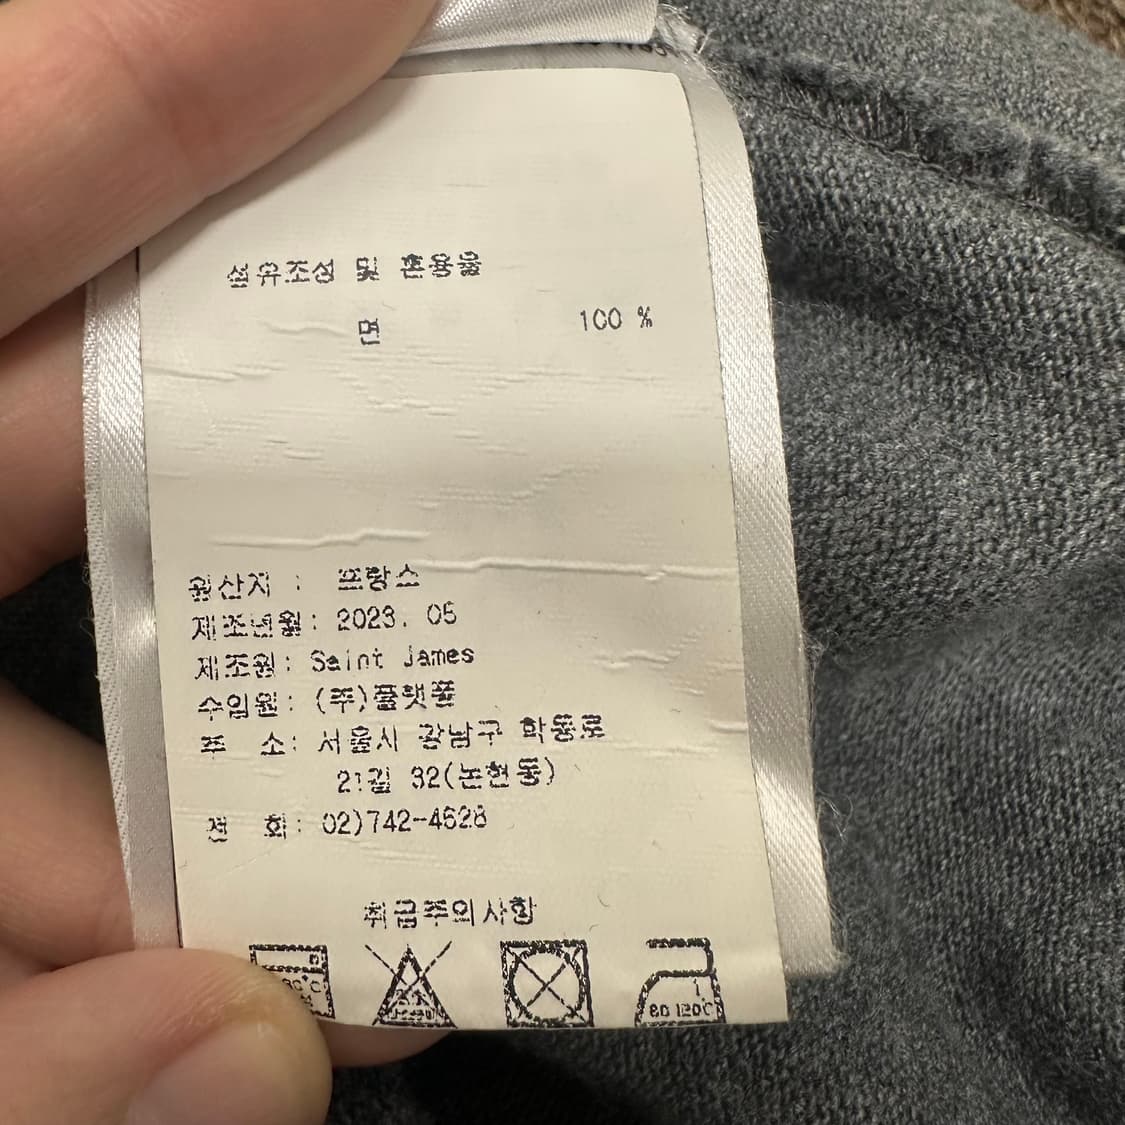 섬유조성 및 혼용율
면 100 %
원산지 : 프랑스
제조년월: 2023. 05
제조원: Saint James
수입원: (주)플랫폼
주 소: 서울시 강남구 학동로
21길 32(논현동)
전 화: 02)742-4628
취급주의사항
80 120℃